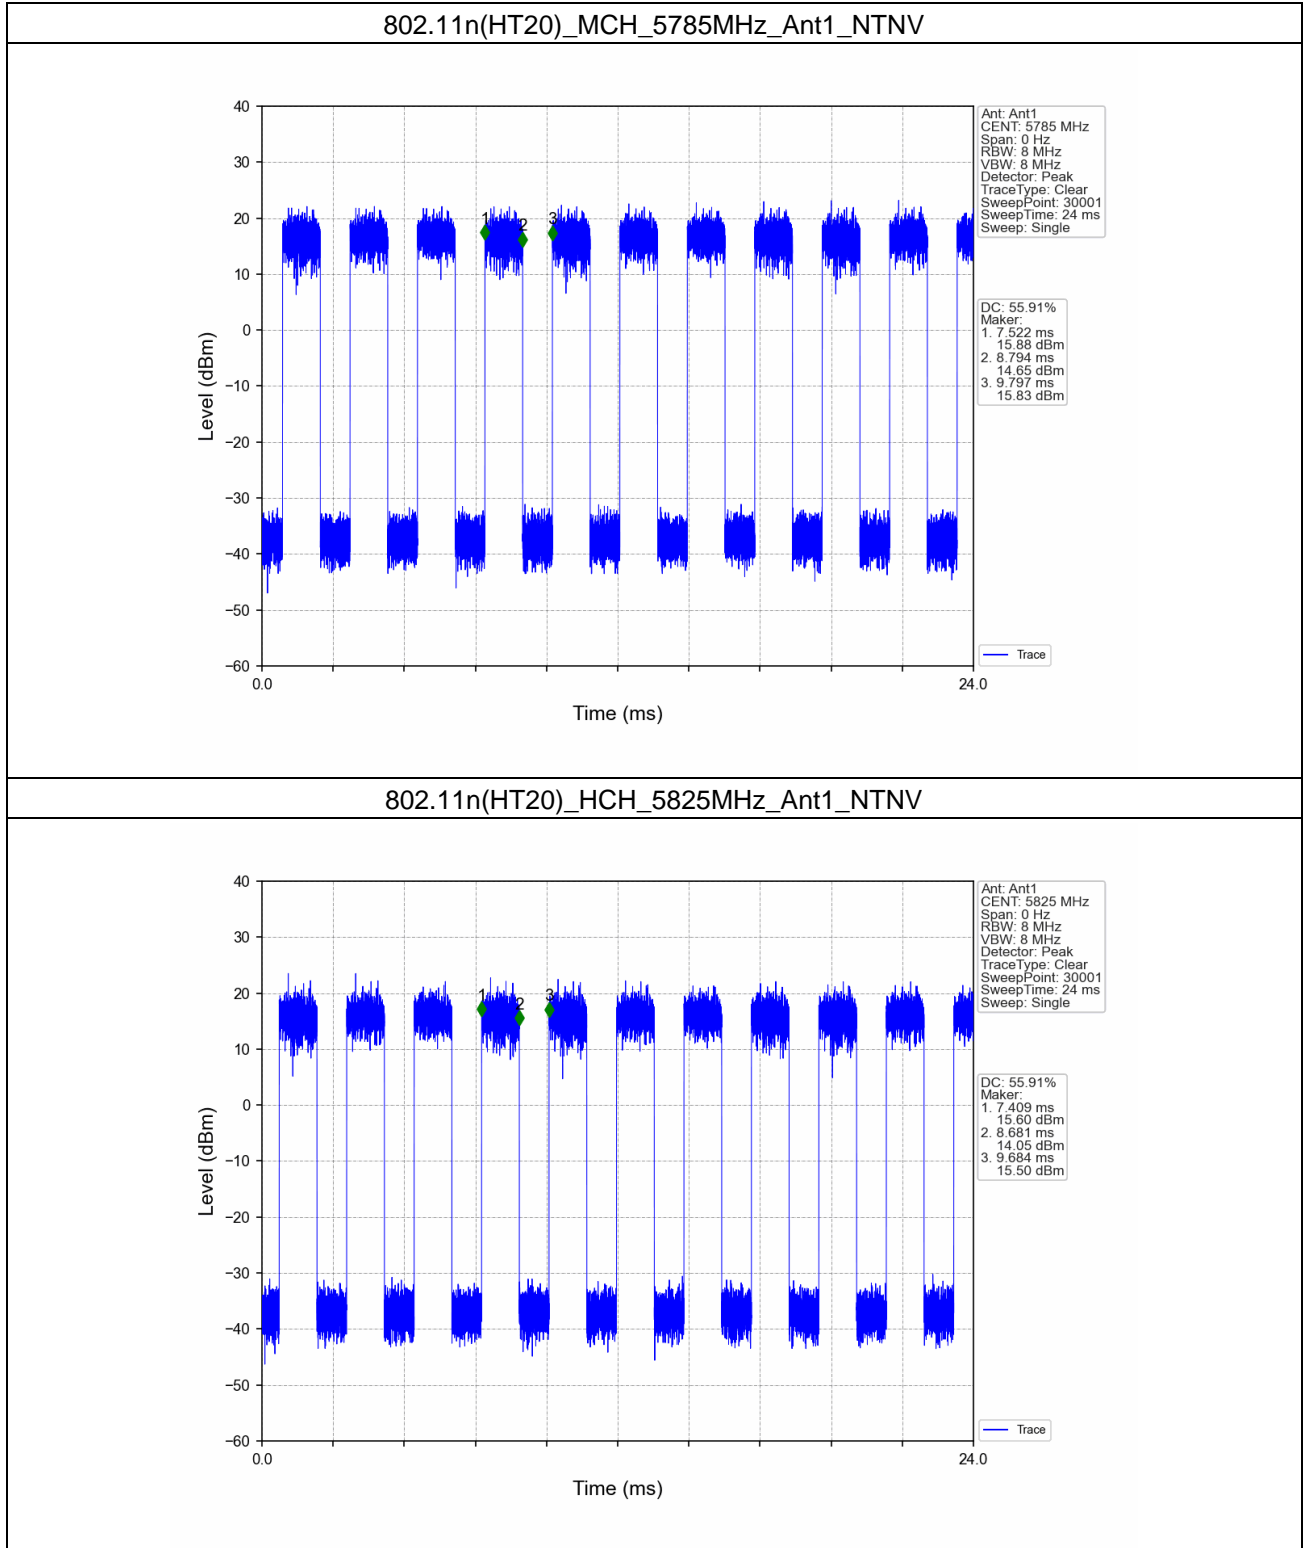 802.11n(HT20)_MCH_5785MHz_Ant1_NTNV
40
30
20
10
0
−10
−20
−30
−40
−50
−60
Level (dBm)
0.0
24.0
Time (ms)
1
2
3
Ant: Ant1
CENT: 5785 MHz
Span: 0 Hz
RBW: 8 MHz
VBW: 8 MHz
Detector: Peak
TraceType: Clear
SweepPoint: 30001
SweepTime: 24 ms
Sweep: Single
DC: 55.91%
Maker:
1. 7.522 ms
15.88 dBm
2. 8.794 ms
14.65 dBm
3. 9.797 ms
15.83 dBm
Trace
802.11n(HT20)_HCH_5825MHz_Ant1_NTNV
40
30
20
10
0
−10
−20
−30
−40
−50
−60
Level (dBm)
0.0
24.0
Time (ms)
1
2
3
Ant: Ant1
CENT: 5825 MHz
Span: 0 Hz
RBW: 8 MHz
VBW: 8 MHz
Detector: Peak
TraceType: Clear
SweepPoint: 30001
SweepTime: 24 ms
Sweep: Single
DC: 55.91%
Maker:
1. 7.409 ms
15.60 dBm
2. 8.681 ms
14.05 dBm
3. 9.684 ms
15.50 dBm
Trace